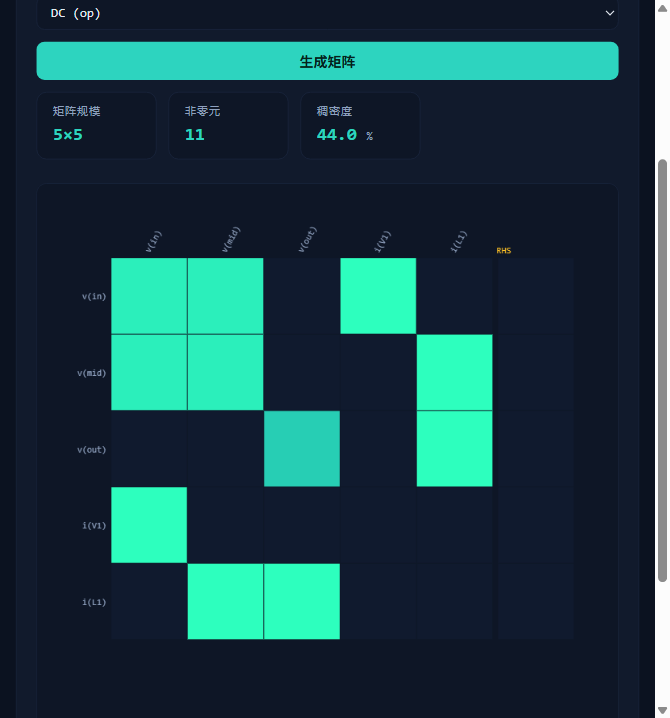 DC (op)
生成矩阵
矩阵规模
5×5
非零元
11
稠密度
44.0 %
v(in) v(mid) v(out) i(V1) i(L1) RHS
v(in)
v(mid)
v(out)
i(V1)
i(L1)